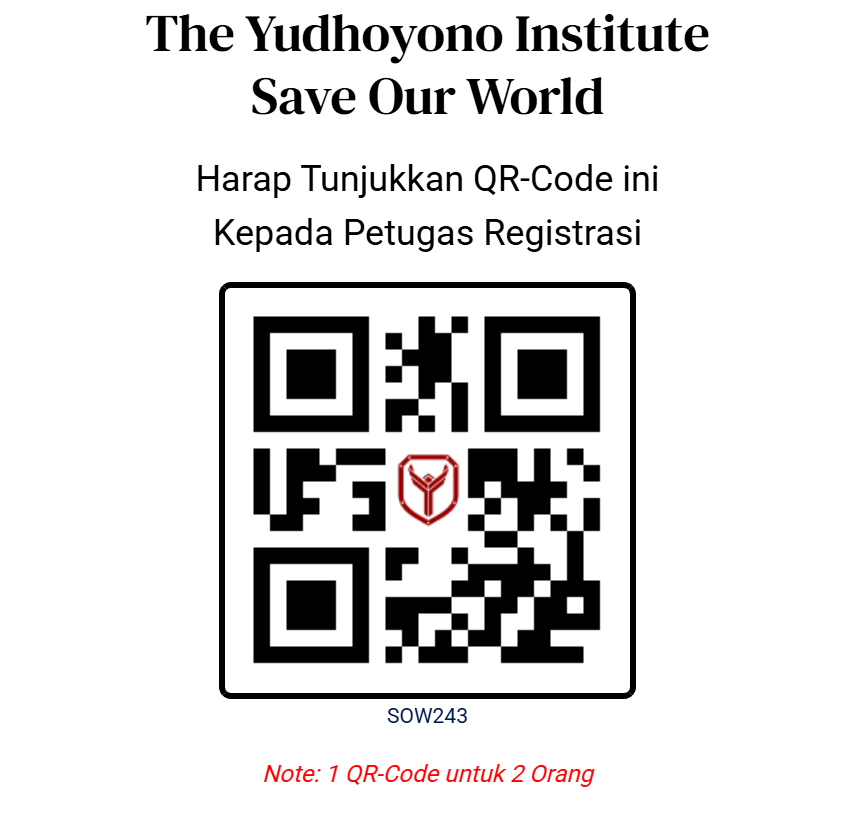 The Yudhoyono Institute
Save Our World
Harap Tunjukkan QR-Code ini
Kepada Petugas Registrasi
SOW243
Note: 1 QR-Code untuk 2 Orang